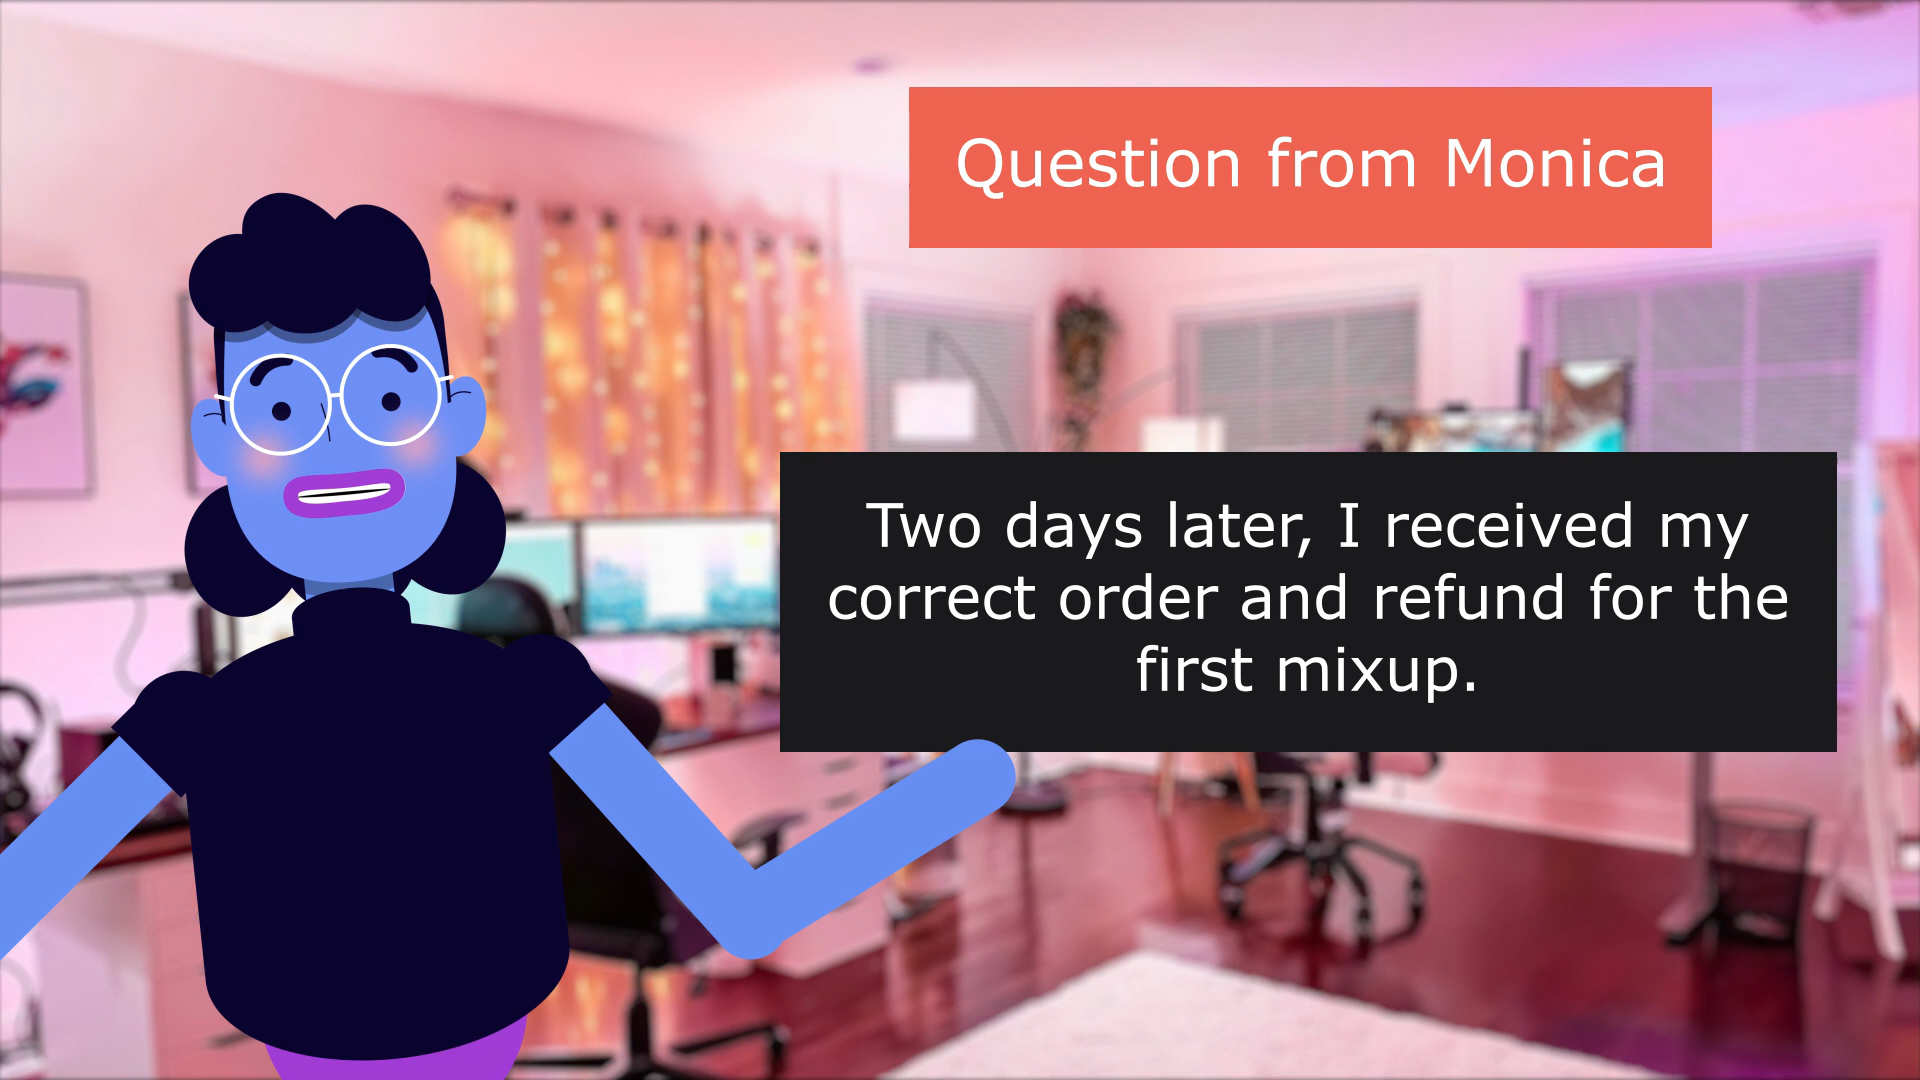 Question from Monica
Two days later, I received my
correct order and refund for the
first mixup.